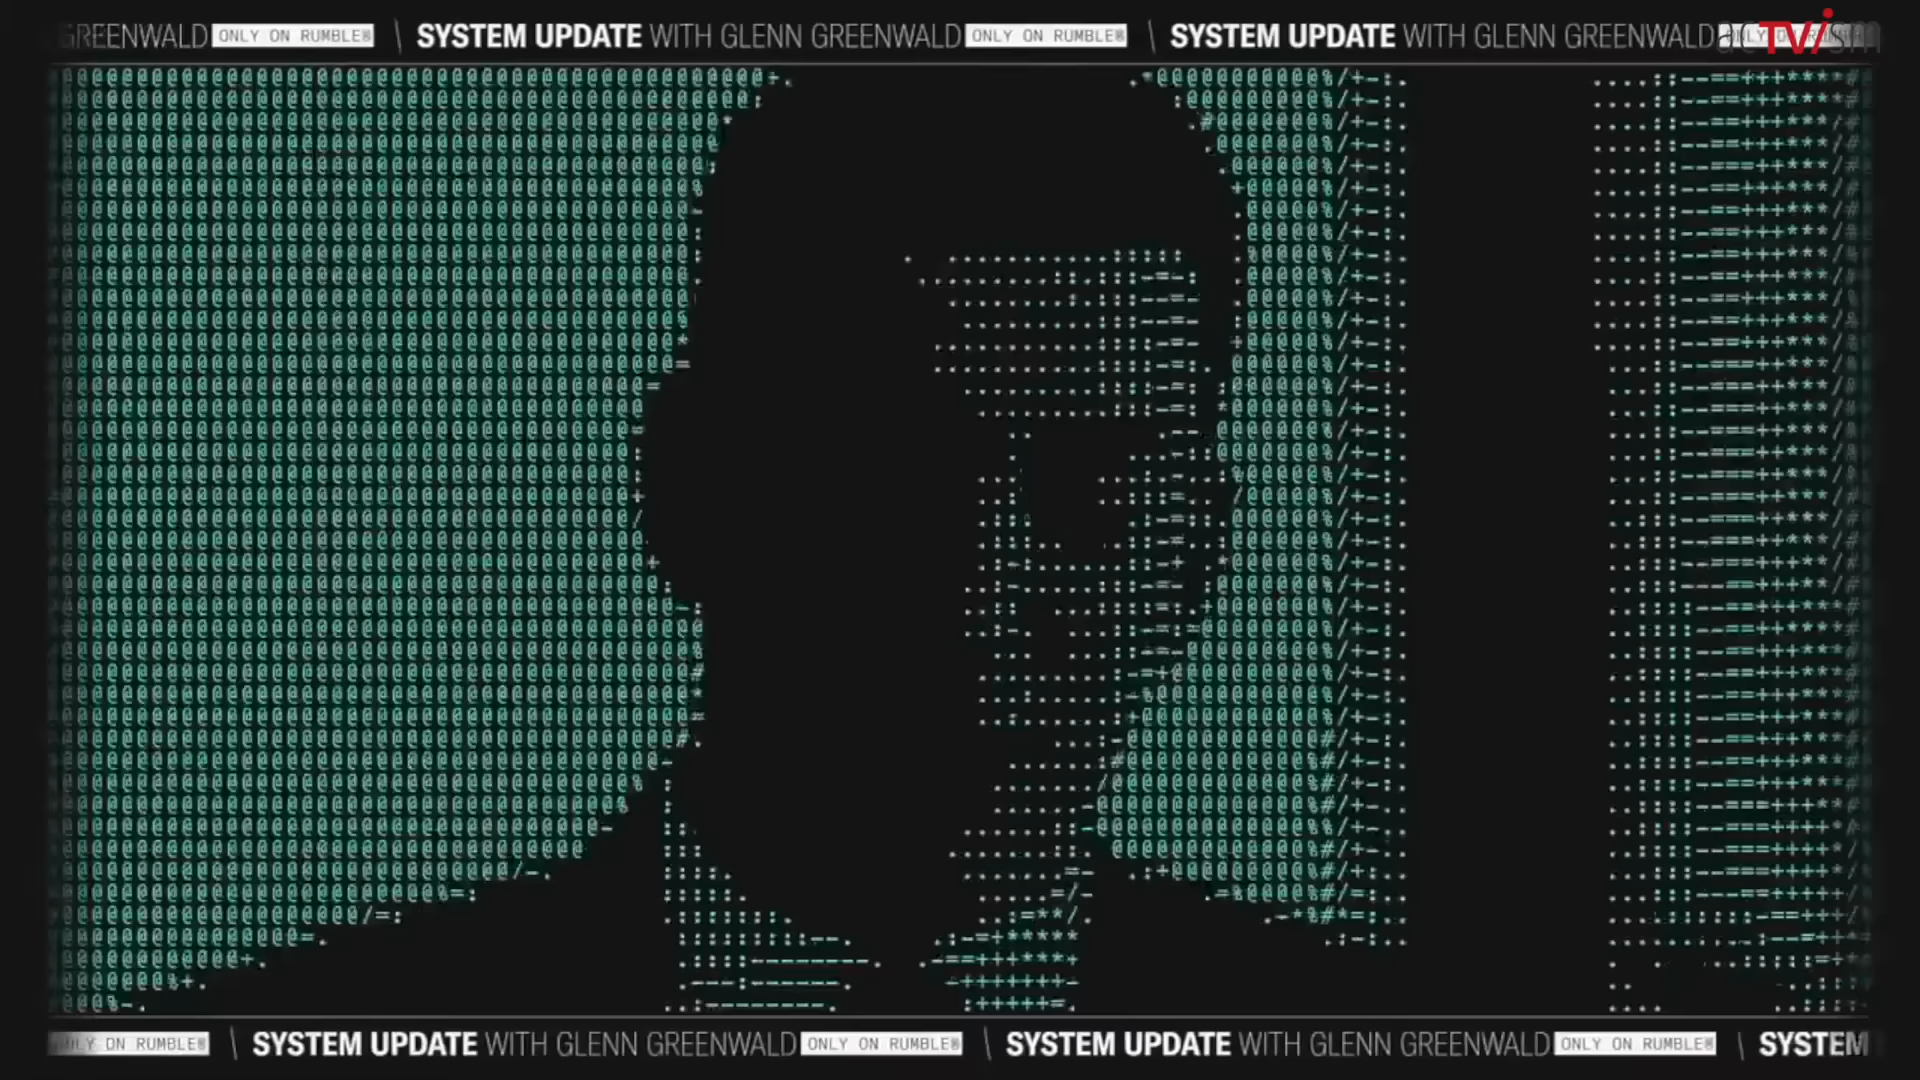 GREENWALD ONLY ON RUMBLE® \ SYSTEM UPDATE WITH GLENN GREENWALD ONLY ON RUMBLE® \ SYSTEM UPDATE WITH GLENN GREENWALD
acTVism
ONLY ON RUMBLE® \ SYSTEM UPDATE WITH GLENN GREENWALD ONLY ON RUMBLE® \ SYSTEM UPDATE WITH GLENN GREENWALD ONLY ON RUMBLE® \ SYSTEM